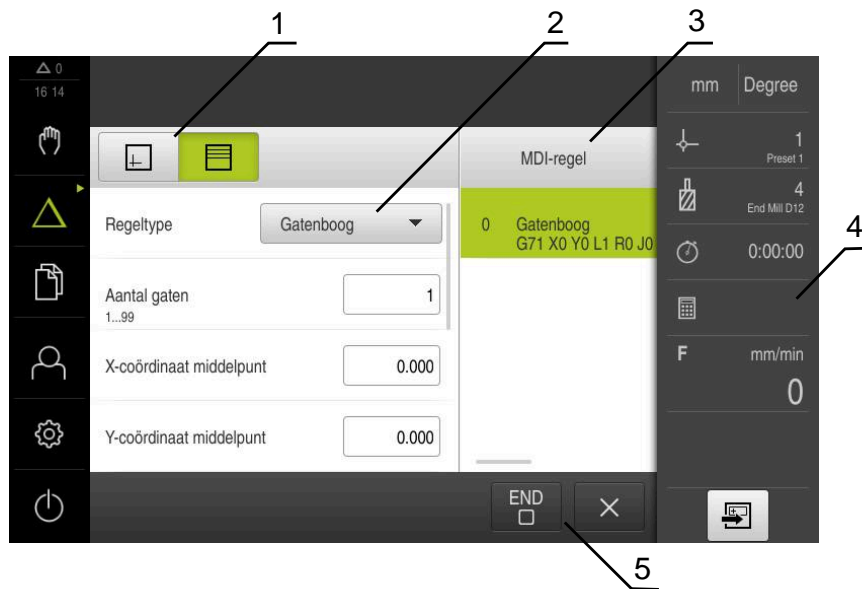 1
2
3
0
16 14
mm Degree
1
Preset 1
MDI-regel
4
End Mill D12
Regeltype Gatenboog
0 Gatenboog
G71 X0 Y0 L1 R0 J0
4
0:00:00
Aantal gaten 1
1...99
X-coördinaat middelpunt 0.000
F mm/min
0
Y-coördinaat middelpunt 0.000
END
5